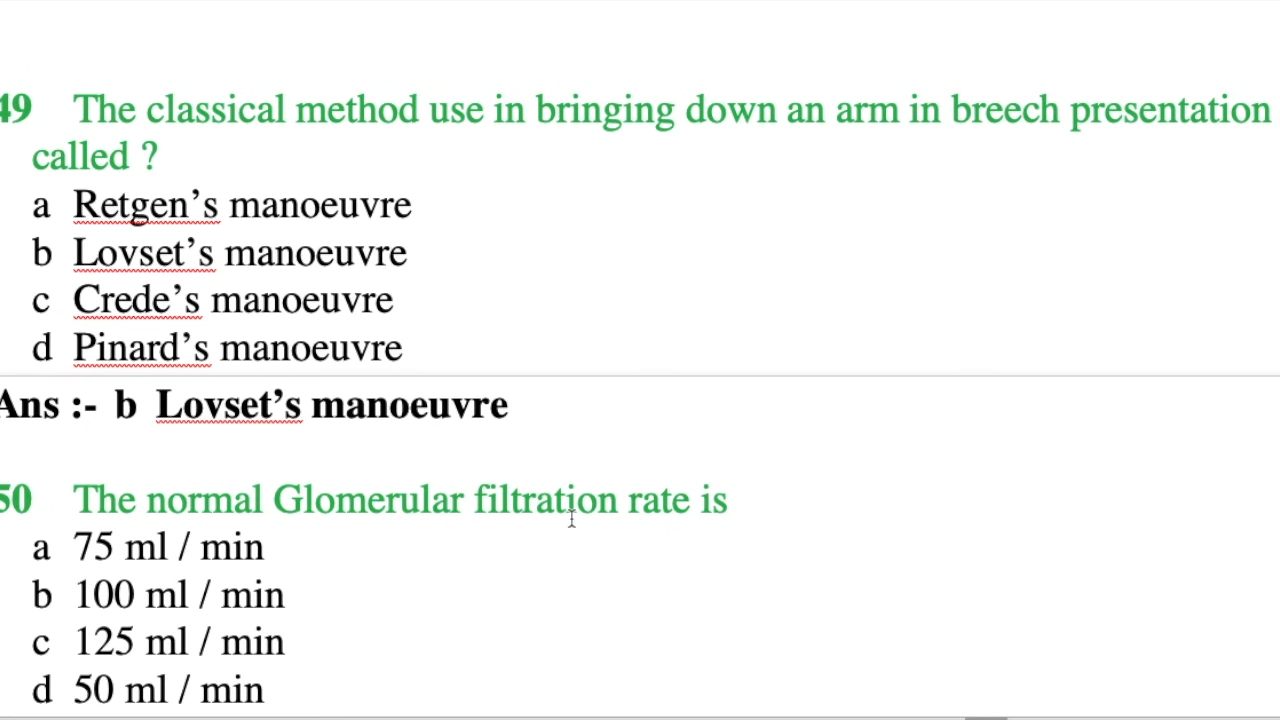 49 The classical method use in bringing down an arm in breech presentation
called ?
a Retgen’s manoeuvre
b Lovset’s manoeuvre
c Crede’s manoeuvre
d Pinard’s manoeuvre
Ans :- b Lovset’s manoeuvre
50 The normal Glomerular filtration rate is
a 75 ml / min
b 100 ml / min
c 125 ml / min
d 50 ml / min